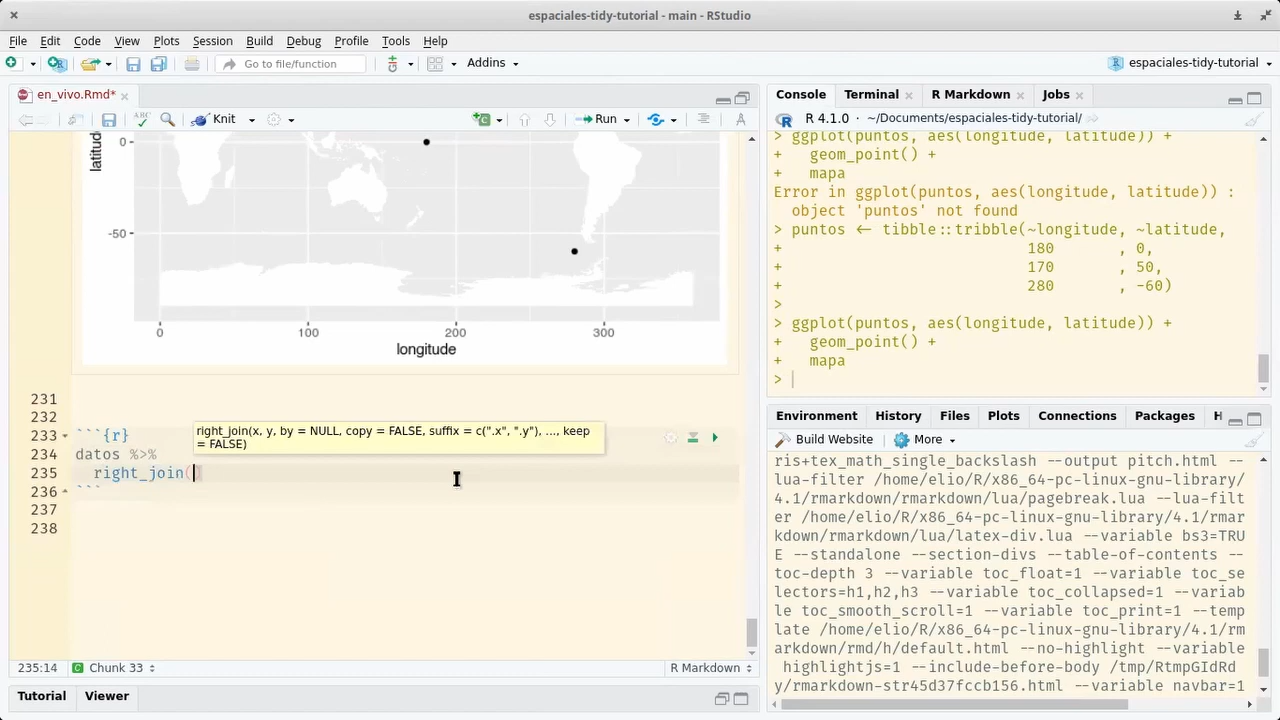 espaciales-tidy-tutorial - main - RStudio
File Edit Code View Plots Session Build Debug Profile Tools Help
Go to file/function Addins espaciales-tidy-tutorial
en_vivo.Rmd*
ABC Knit Run
latitud
0
-50
0 100 200 300
longitude
231
232
233 ```{r}
234 datos %>%
235 right_join()
236 ```
237
238
right_join(x, y, by = NULL, copy = FALSE, suffix = c(".x", ".y"), ..., keep
= FALSE)
235:14 Chunk 33 R Markdown
Tutorial Viewer
Console Terminal R Markdown Jobs
R 4.1.0 · ~/Documents/espaciales-tidy-tutorial/
> ggplot(puntos, aes(longitude, latitude)) +
+ geom_point() +
+ mapa
Error in ggplot(puntos, aes(longitude, latitude)) :
object 'puntos' not found
> puntos <- tibble::tribble(~longitude, ~latitude,
+ 180 , 0,
+ 170 , 50,
+ 280 , -60)
>
> ggplot(puntos, aes(longitude, latitude)) +
+ geom_point() +
+ mapa
>
Environment History Files Plots Connections Packages H
Build Website More
ris+tex_math_single_backslash --output pitch.html --
lua-filter /home/elio/R/x86_64-pc-linux-gnu-library/
4.1/rmarkdown/rmarkdown/lua/pagebreak.lua --lua-filt
er /home/elio/R/x86_64-pc-linux-gnu-library/4.1/rmar
kdown/rmarkdown/lua/latex-div.lua --variable bs3=TRU
E --standalone --section-divs --table-of-contents --
toc-depth 3 --variable toc_float=1 --variable toc_se
lectors=h1,h2,h3 --variable toc_collapsed=1 --variab
le toc_smooth_scroll=1 --variable toc_print=1 --temp
late /home/elio/R/x86_64-pc-linux-gnu-library/4.1/rm
arkdown/rmd/h/default.html --no-highlight --variable
highlightjs=1 --include-before-body /tmp/RtmpGIdRd
y/rmarkdown-str45d37fccb156.html --variable navbar=1